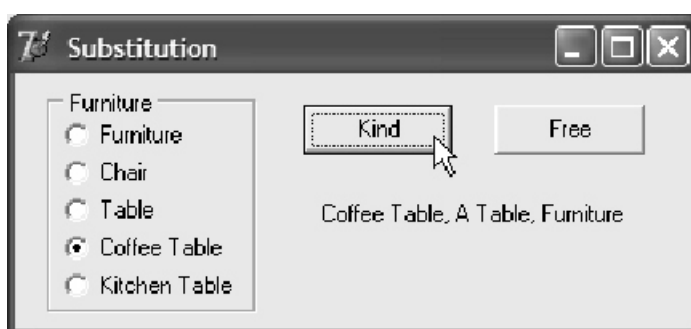 Substitution
Furniture
Furniture
Chair
Table
Coffee Table
Kitchen Table
Kind
Free
Coffee Table, A Table, Furniture